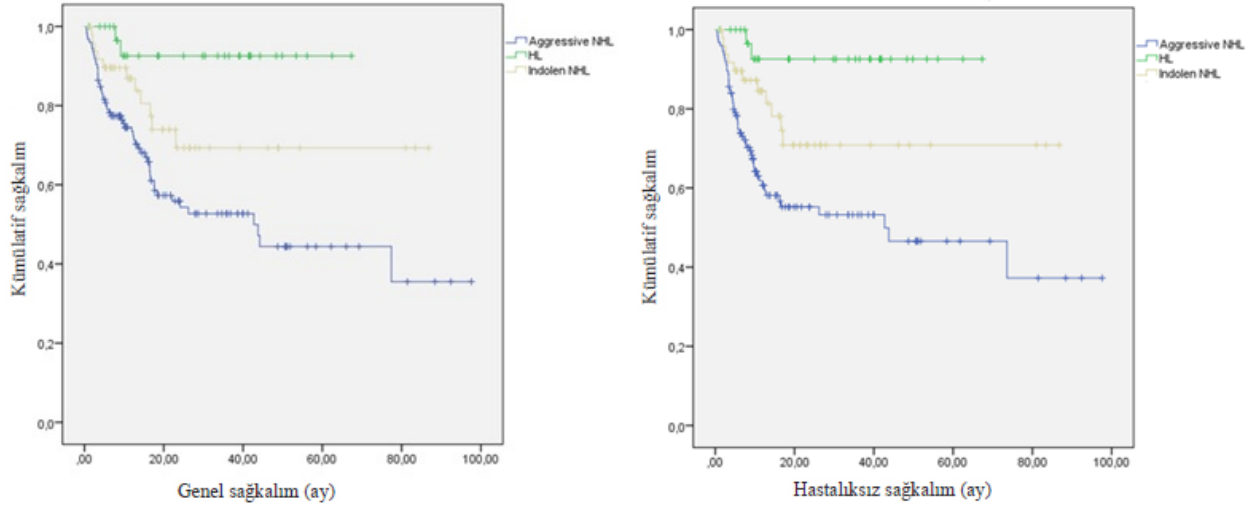 1,0
0,8
0,6
0,4
0,2
0,0
Kümülatif sağkalım
,00 20,00 40,00 60,00 80,00 100,00
Genel sağkalım (ay)
Aggressive NHL
HL
Indolen NHL
1,0
0,8
0,6
0,4
0,2
0,0
Kümülatif sağkalım
,00 20,00 40,00 60,00 80,00 100,00
Hastalıksız sağkalım (ay)
Aggressive NHL
HL
Indolen NHL